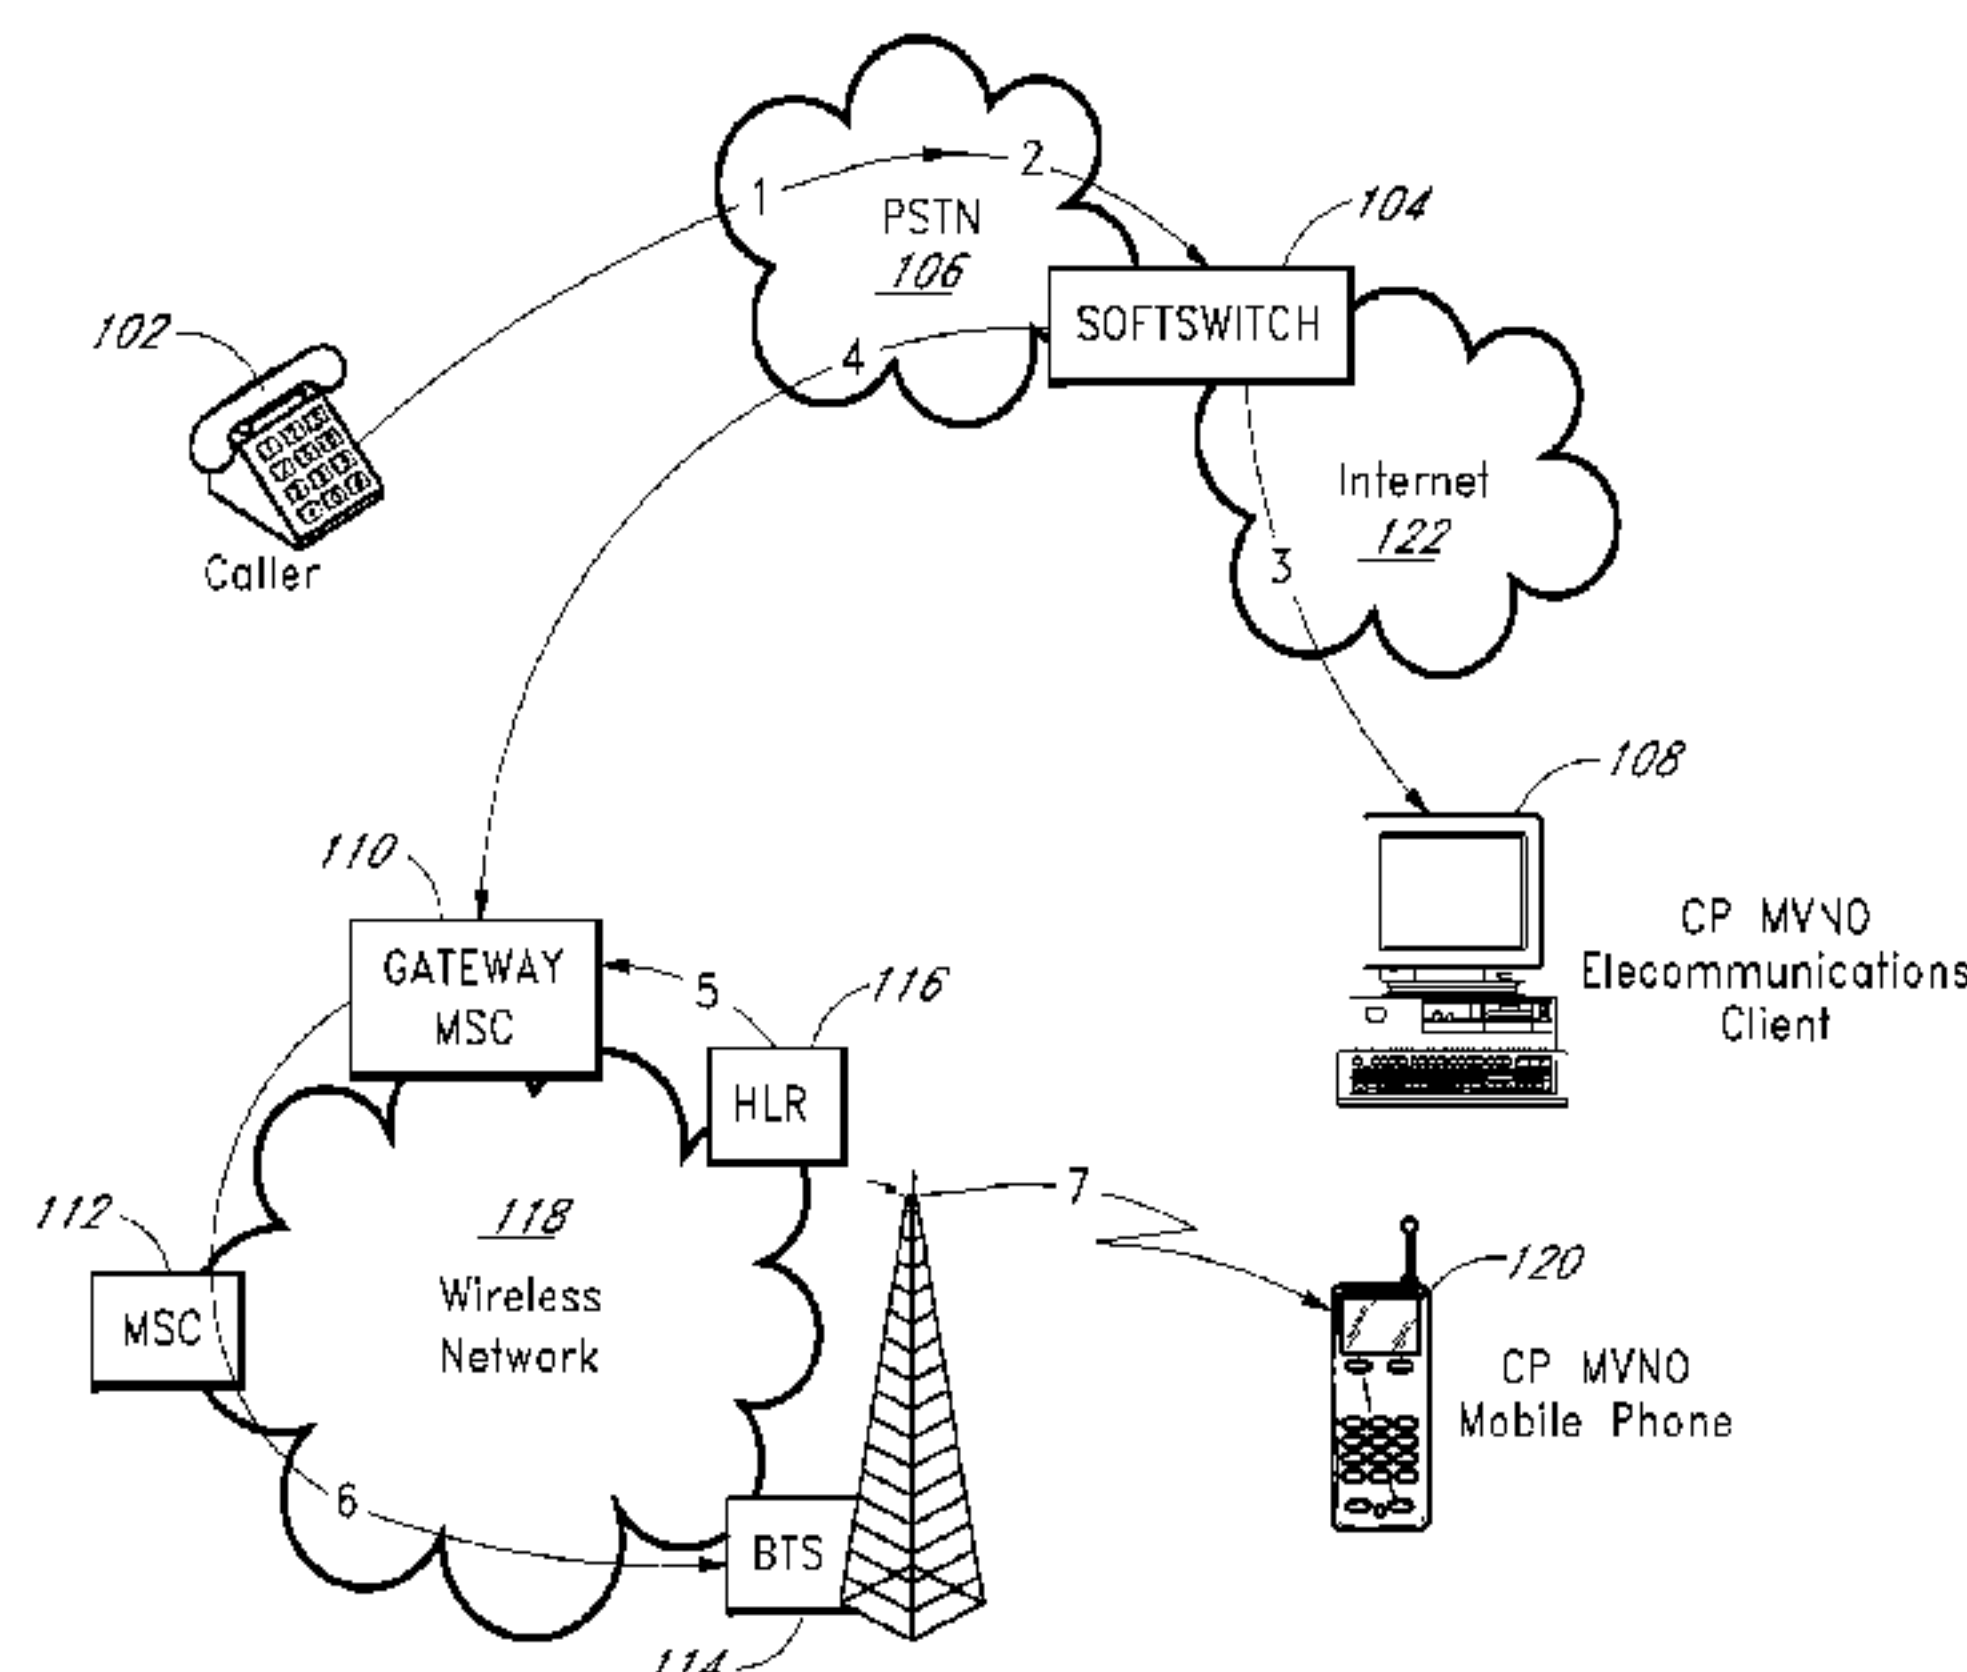 1
2
PSTN
106
104
SOFTSWITCH
102
4
Internet
122
3
Caller
108
110
CP MVNO
Elecommunications
Client
GATEWAY
MSC
5
116
HLR
7
112
118
120
Wireless
Network
MSC
CP MVNO
Mobile Phone
6
BTS
114